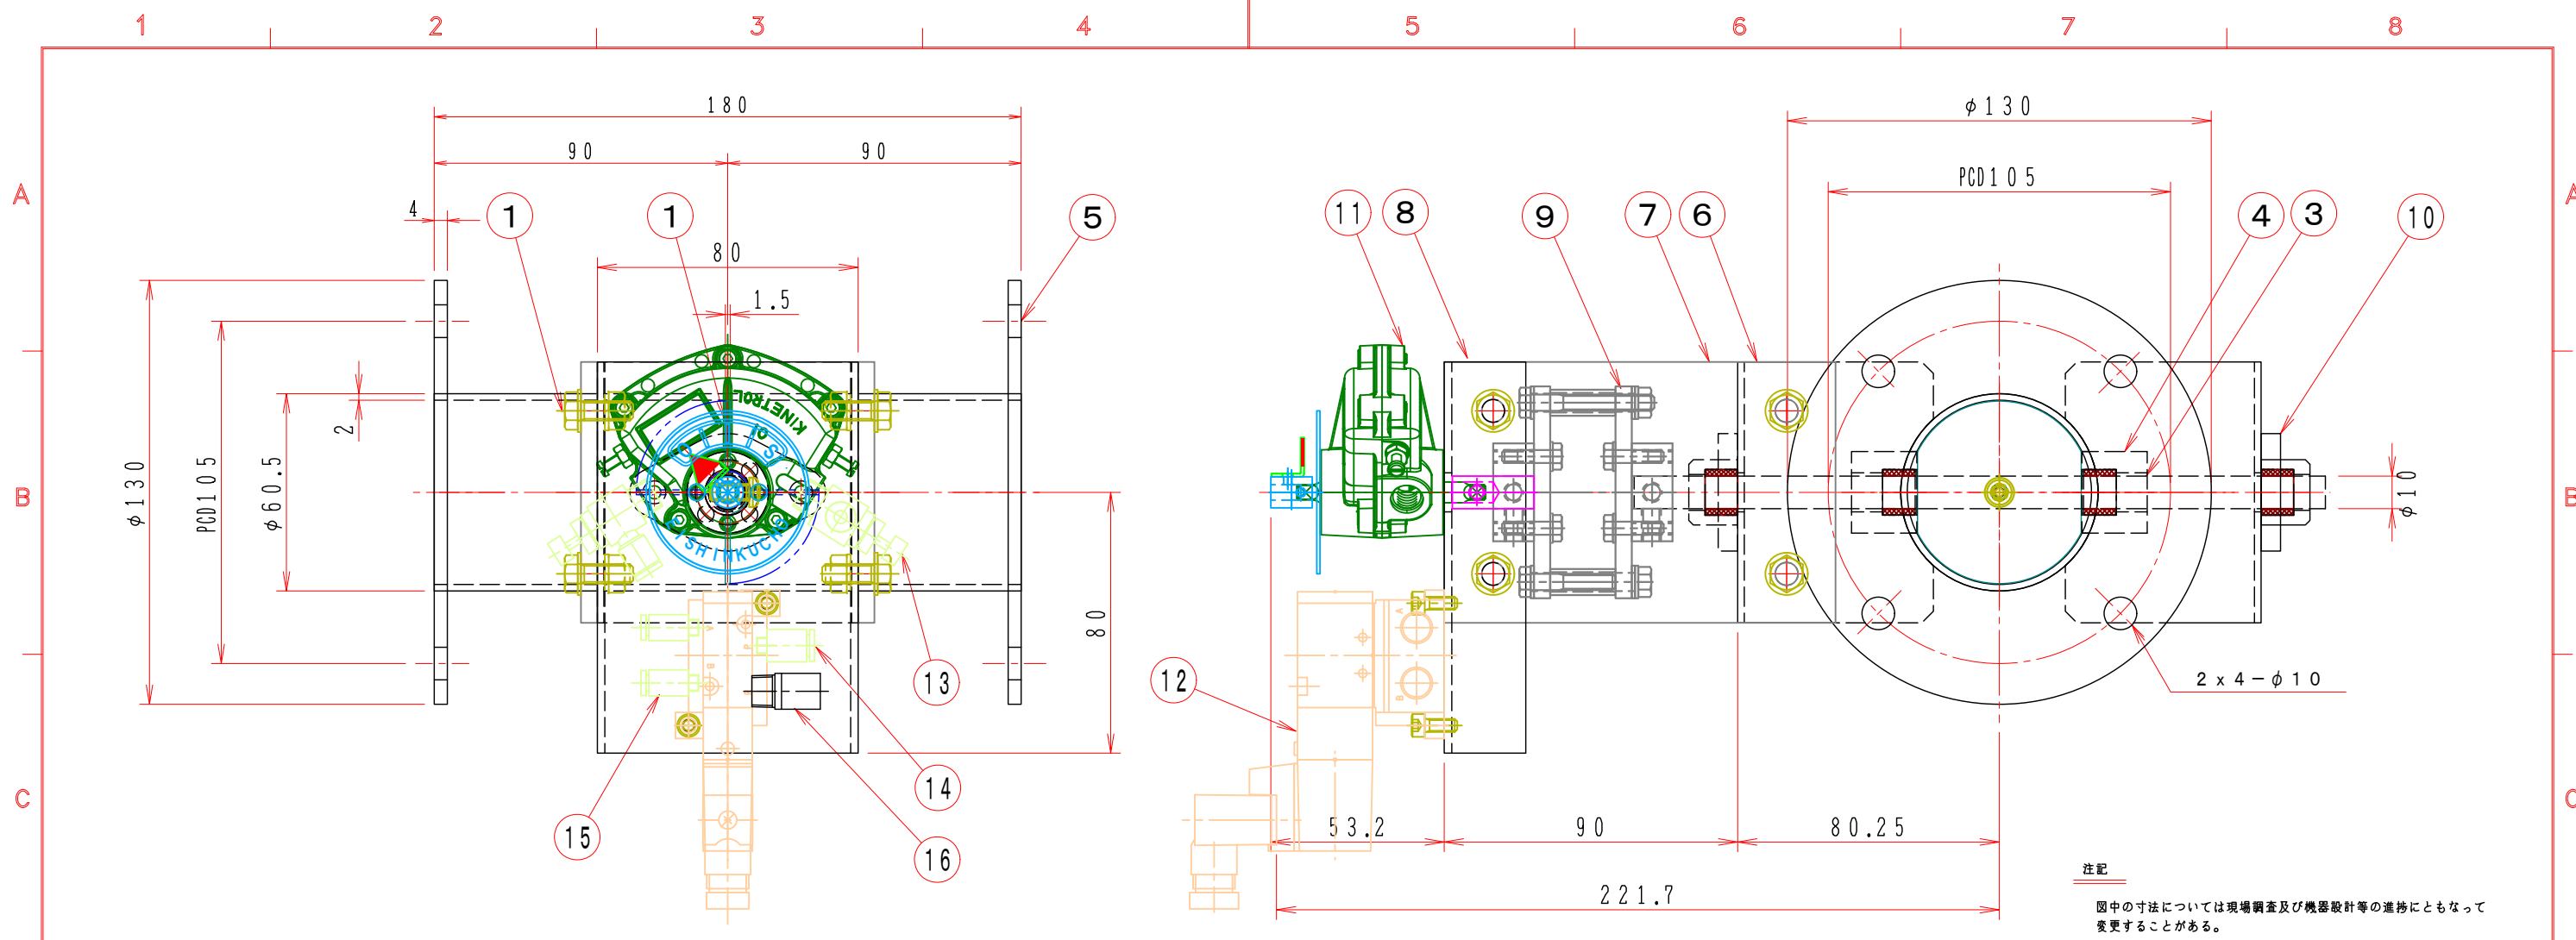 1 2 3 4 5 6 7 8
A
B
C
180
90 90
4
1 1 5
80
1.5
2
φ130
PCD105
φ60.5
80
KINETROL
EISHINKUCHO
13
14
15
16
φ130
PCD105
11 8 9 7 6 4 3 10
φ10
12
2x4-φ10
53.2 90 80.25
221.7
注記
図中の寸法については現場調査及び機器設計等の進捗にともなって
変更することがある。
A
B
C